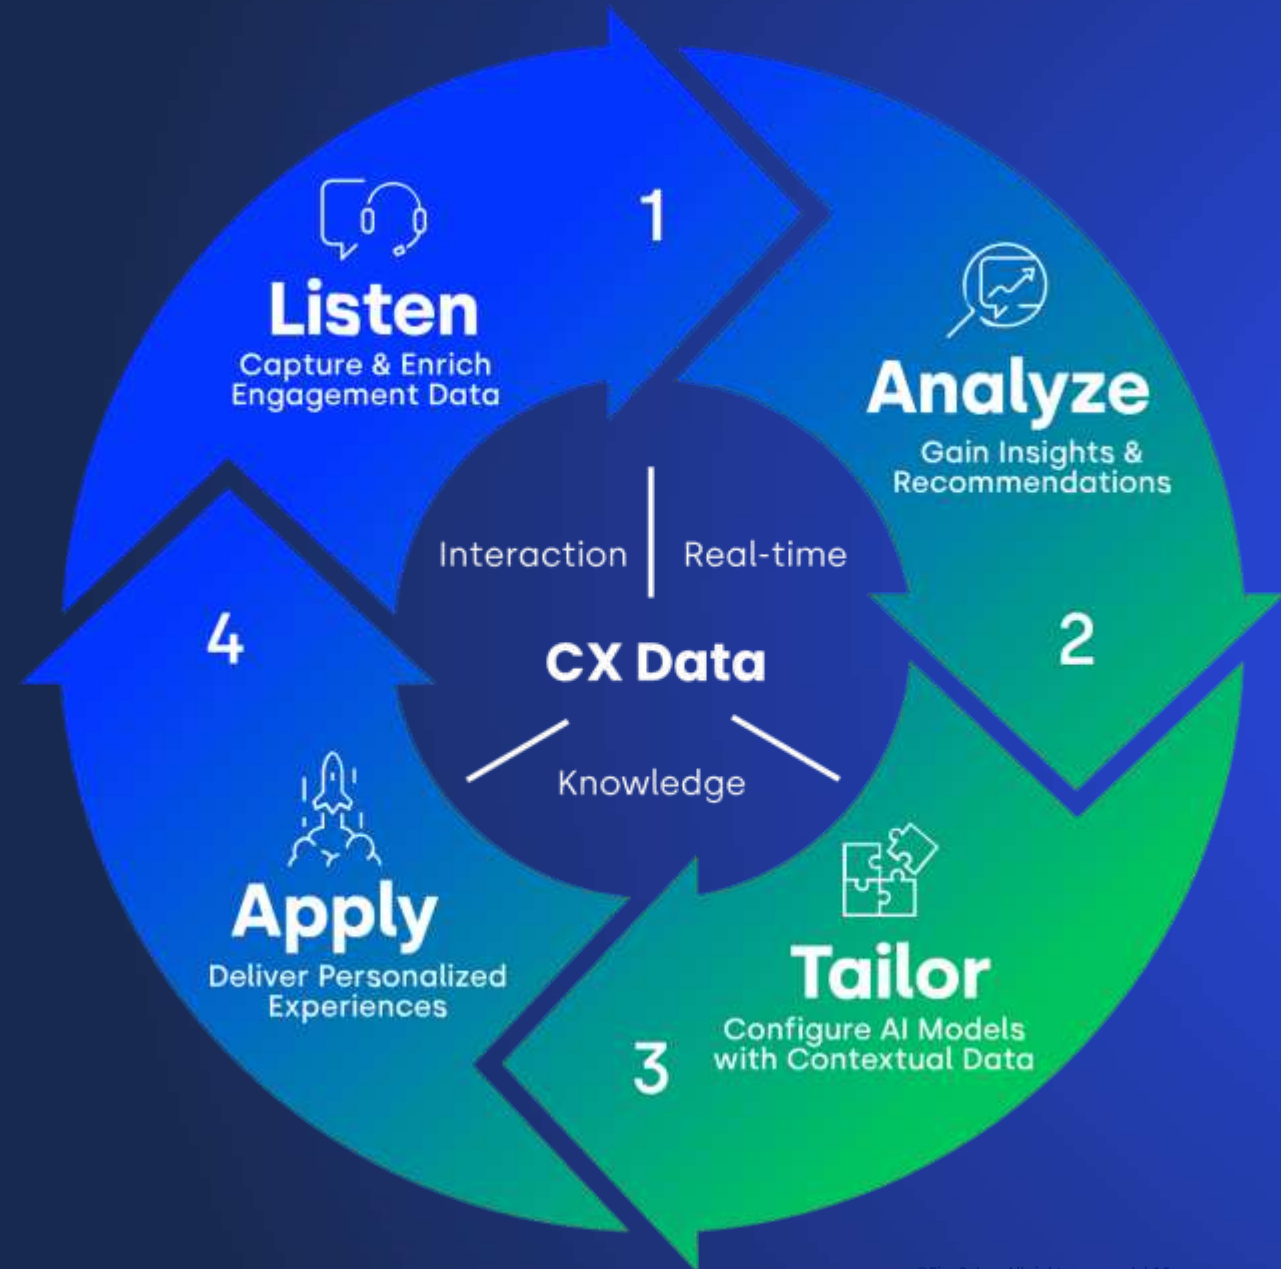 1
Listen
Capture & Enrich
Engagement Data
Analyze
Gain Insights &
Recommendations
2
Interaction
Real-time
CX Data
Knowledge
4
Apply
Deliver Personalized
Experiences
Tailor
Configure AI Models
with Contextual Data
3